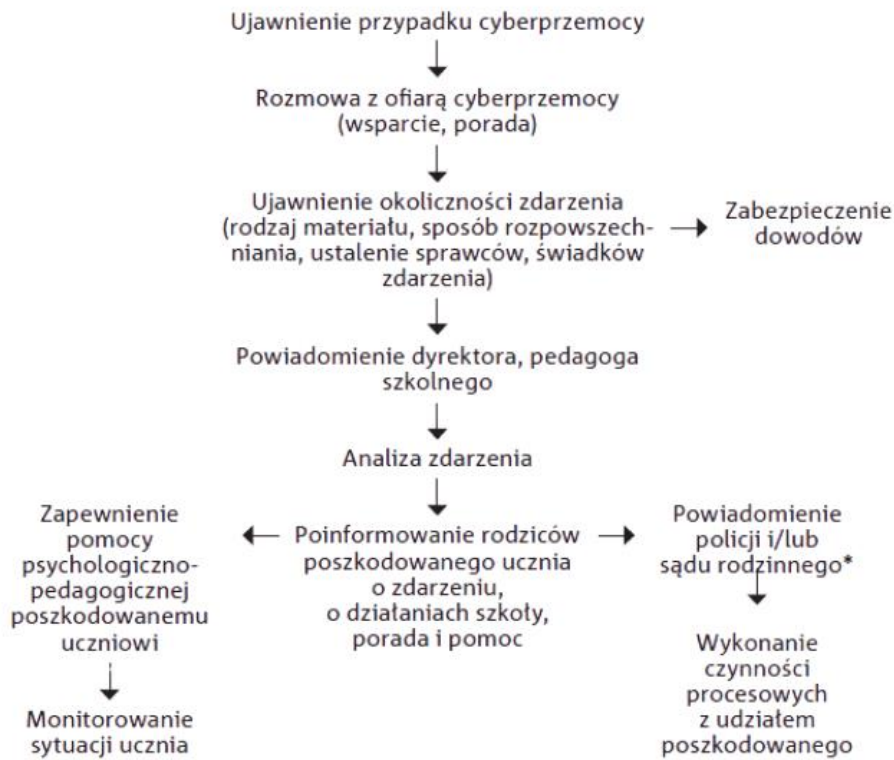 Ujawnienie przypadku cyberprzemocy
Rozmowa z ofiarą cyberprzemocy
(wsparcie, porada)
Ujawnienie okoliczności zdarzenia
(rodzaj materiału, sposób rozpowszech-
niania, ustalenie sprawców, świadków
zdarzenia)
Zabezpieczenie
dowodów
Powiadomienie dyrektora, pedagoga
szkolnego
Analiza zdarzenia
Zapewnienie
pomocy
psychologiczno-
pedagogicznej
poszkodowanemu
uczniowi
Poinformowanie rodziców
poszkodowanego ucznia
o zdarzeniu,
o działaniach szkoły,
porada i pomoc
Powiadomienie
policji i/lub
sądu rodzinnego*
Monitorowanie
sytuacji ucznia
Wykonanie
czynności
procesowych
z udziałem
poszkodowanego